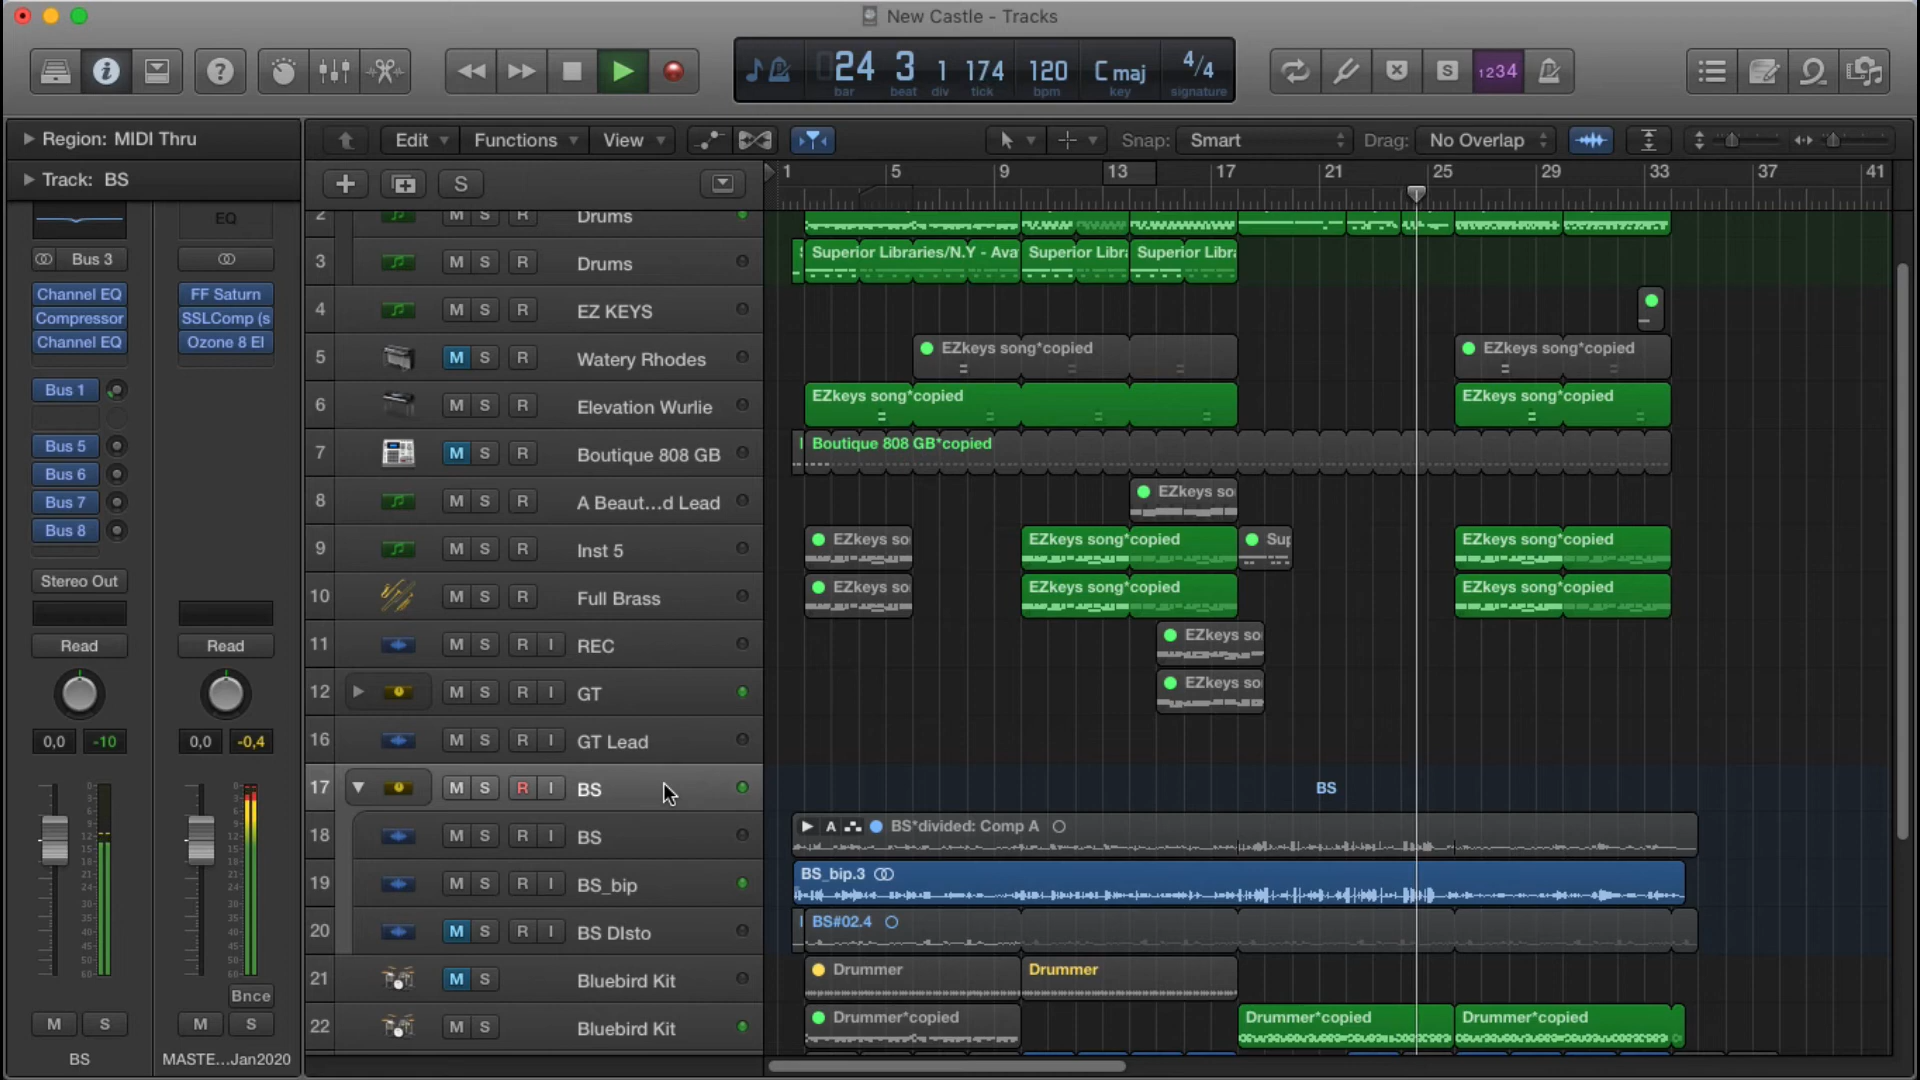 New Castle - Tracks
24 3 1 174 120 C maj 4/4
bar beat div tick bpm key signature
S 1234
Region: MIDI Thru
Edit Functions View Snap: Smart Drag: No Overlap
Track: BS
S
1 5 9 13 17 21 25 29 33 37 41
EQ
Bus 3
Channel EQ FF Saturn
Compressor SSLComp (s
Channel EQ Ozone 8 El
Bus 1
Bus 5
Bus 6
Bus 7
Bus 8
Stereo Out
Read Read
0,0 -10 0,0 -0,4
Bnce
M S M S
BS MASTE...Jan2020
2 M S R Drums
3 M S R Drums Superior Libraries/N.Y - Ava Superior Libra Superior Libra
4 M S R EZ KEYS
5 M S R Watery Rhodes EZkeys song*copied EZkeys song*copied
6 M S R Elevation Wurlie EZkeys song*copied EZkeys song*copied
7 M S R Boutique 808 GB Boutique 808 GB*copied
8 M S R A Beaut...d Lead EZkeys so
9 M S R Inst 5 EZkeys so EZkeys song*copied Sup EZkeys song*copied
10 M S R Full Brass EZkeys so EZkeys song*copied EZkeys song*copied
11 M S R I REC EZkeys so
12 M S R I GT EZkeys so
16 M S R I GT Lead
17 M S R I BS BS
18 M S R I BS A BS*divided: Comp A
19 M S R I BS_bip BS_bip.3
20 M S R I BS DIsto BS#02.4
21 M S Bluebird Kit Drummer Drummer
22 M S Bluebird Kit Drummer*copied Drummer*copied Drummer*copied